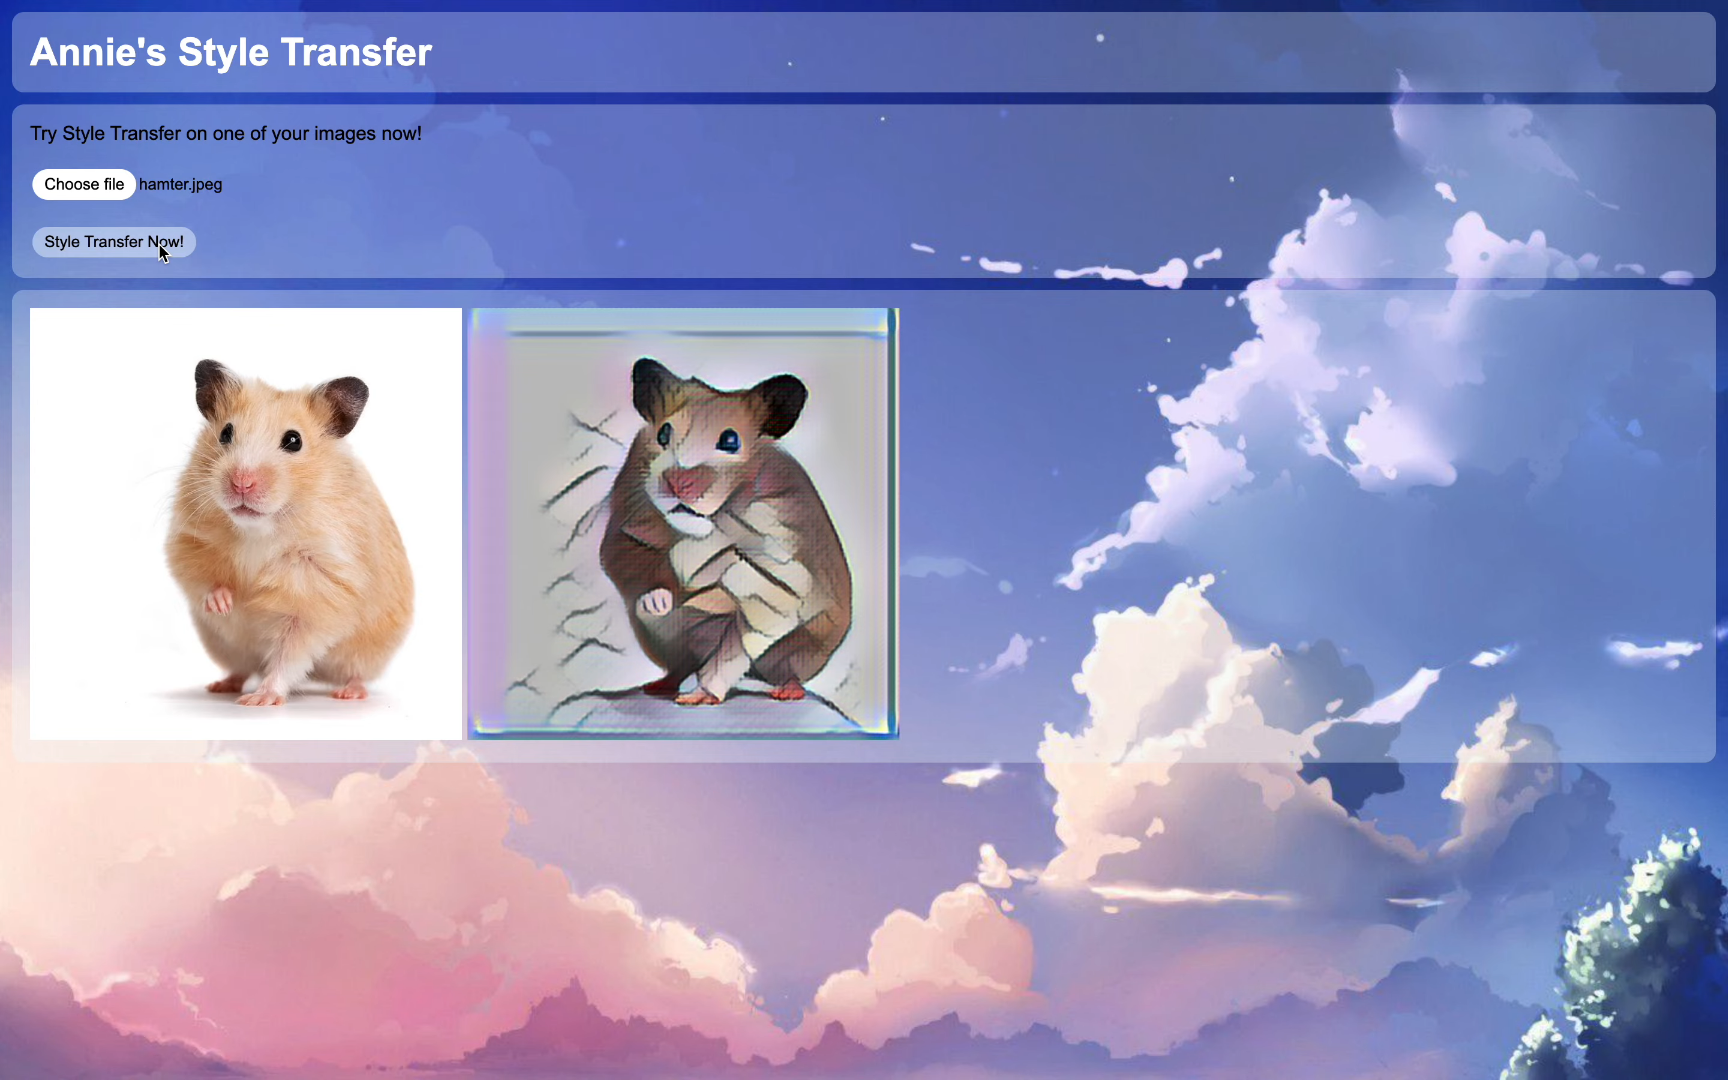 Annie's Style Transfer
Try Style Transfer on one of your images now!
Choose file hamter.jpeg
Style Transfer Now!